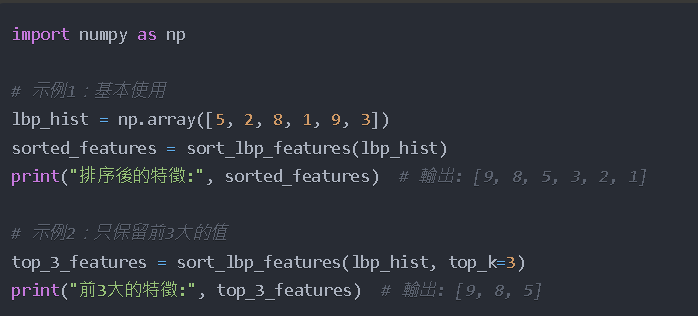 import numpy as np
# 示例1：基本使用
lbp_hist = np.array([5, 2, 8, 1, 9, 3])
sorted_features = sort_lbp_features(lbp_hist)
print("排序後的特徵:", sorted_features)  # 輸出: [9, 8, 5, 3, 2, 1]
# 示例2：只保留前3大的值
top_3_features = sort_lbp_features(lbp_hist, top_k=3)
print("前3大的特徵:", top_3_features)  # 輸出: [9, 8, 5]